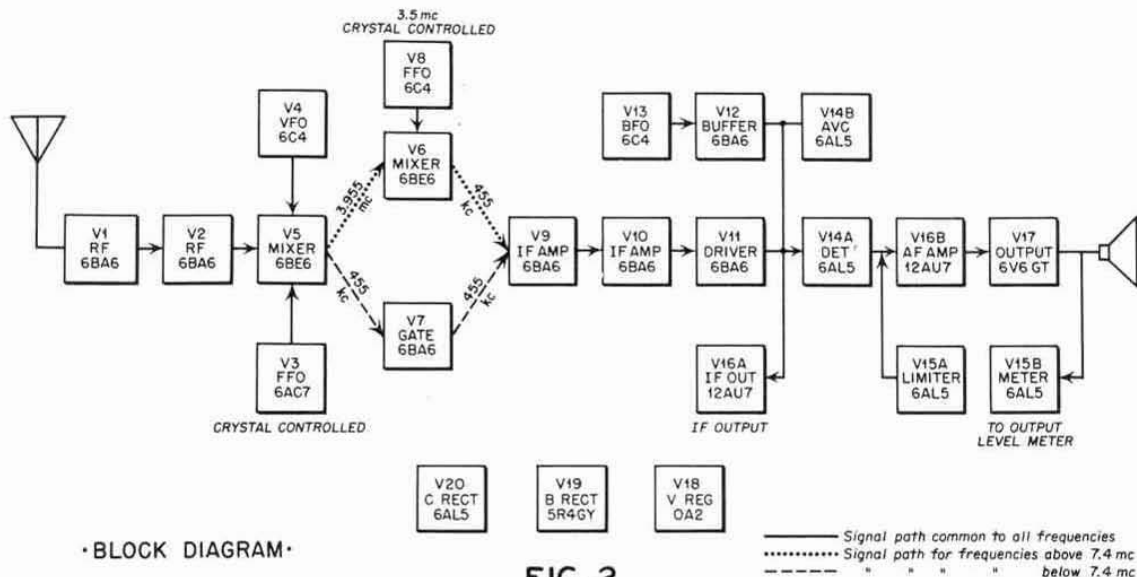 3.5 mc
CRYSTAL CONTROLLED
V8
FFO
6C4
V4
VFO
6C4
V6
MIXER
6BE6
V13
BFO
6C4
V12
BUFFER
6BA6
V14B
AVC
6AL5
3.955
mc
455
kc
V1
RF
6BA6
V2
RF
6BA6
V5
MIXER
6BE6
V9
IF AMP
6BA6
V10
IF AMP
6BA6
V11
DRIVER
6BA6
V14A
DET
6AL5
V16B
AF AMP
12AU7
V17
OUTPUT
6V6 GT
455
kc
455
kc
V7
GATE
6BA6
V3
FFO
6AC7
V16A
IF OUT
12AU7
V15A
LIMITER
6AL5
V15B
METER
6AL5
CRYSTAL CONTROLLED
IF OUTPUT
TO OUTPUT
LEVEL METER
V20
C RECT
6AL5
V19
B RECT
5R4GY
V18
V REG
OA2
·BLOCK DIAGRAM·
Signal path common to all frequencies
Signal path for frequencies above 7.4 mc
" " " " below 7.4 mc